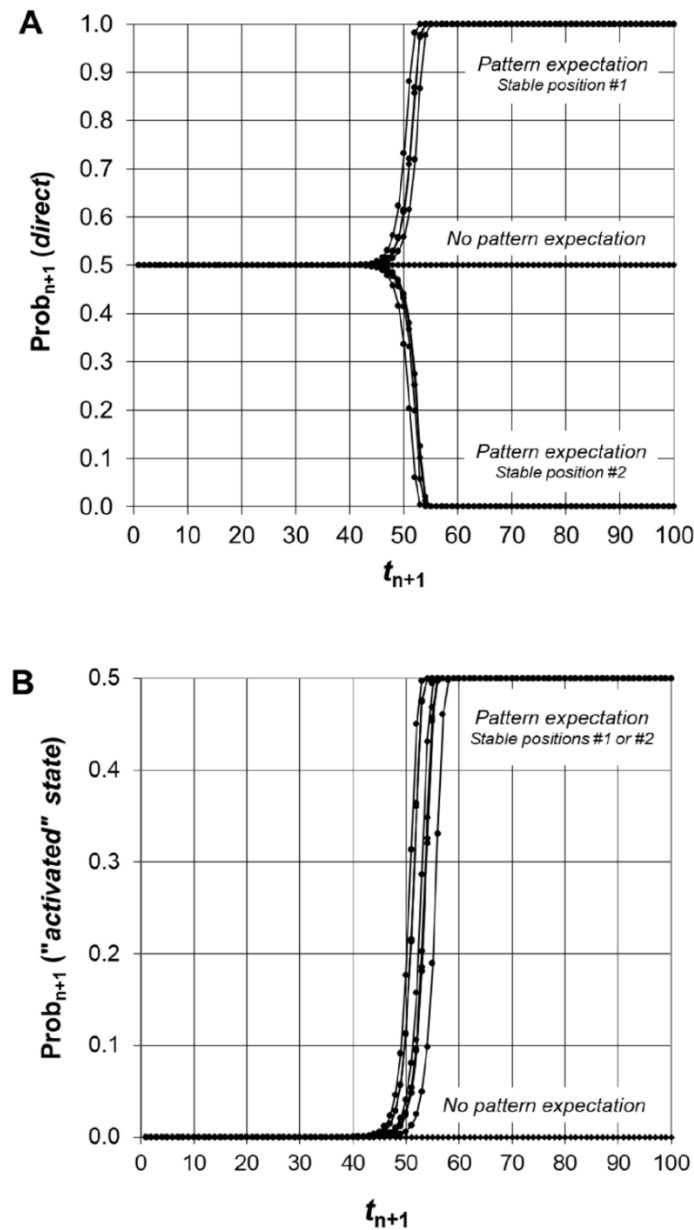 A
1.0
0.9
0.8
0.7
0.6
0.5
0.4
0.3
0.2
0.1
0.0
Prob_{n+1} (direct)
Pattern expectation
Stable position #1
No pattern expectation
Pattern expectation
Stable position #2
0 10 20 30 40 50 60 70 80 90 100
t_{n+1}
B
0.5
0.4
0.3
0.2
0.1
0.0
Prob_{n+1} ("activated" state)
Pattern expectation
Stable positions #1 or #2
No pattern expectation
0 10 20 30 40 50 60 70 80 90 100
t_{n+1}